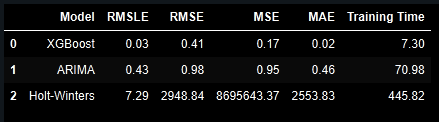 Model RMSLE RMSE MSE MAE Training Time
0 XGBoost 0.03 0.41 0.17 0.02 7.30
1 ARIMA 0.43 0.98 0.95 0.46 70.98
2 Holt-Winters 7.29 2948.84 8695643.37 2553.83 445.82